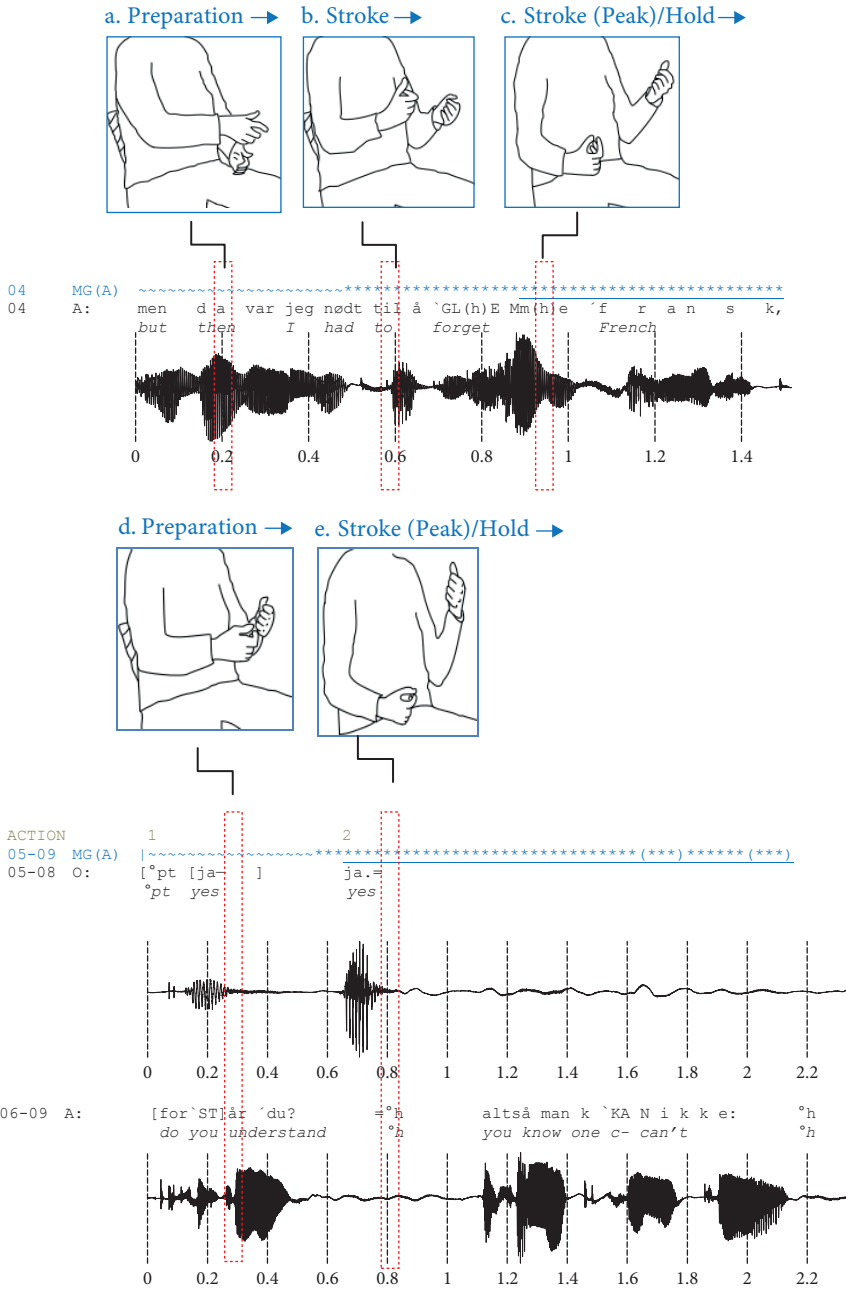 a. Preparation → b. Stroke → c. Stroke (Peak)/Hold →
04 MG(A) ~~~~~~~~~~~~~~~~~~~~~~~~***************************************************
04 A: men d a var jeg nødt til å `GL(h)E Mm(h)e ´f r a n s k,
but then I had to forget French
0 0.2 0.4 0.6 0.8 1 1.2 1.4
d. Preparation → e. Stroke (Peak)/Hold →
ACTION 1 2
05-09 MG(A) |~~~~~~~~~~~~~~~~~~~~***************************************(***)******(***)
05-08 O: [°pt [ja— ] ja.=
°pt yes yes
0 0.2 0.4 0.6 0.8 1 1.2 1.4 1.6 1.8 2 2.2
06-09 A: [for`ST]år ´du? =°h altså man k `KA N i k k e: °h
do you understand °h you know one c- can't °h
0 0.2 0.4 0.6 0.8 1 1.2 1.4 1.6 1.8 2 2.2